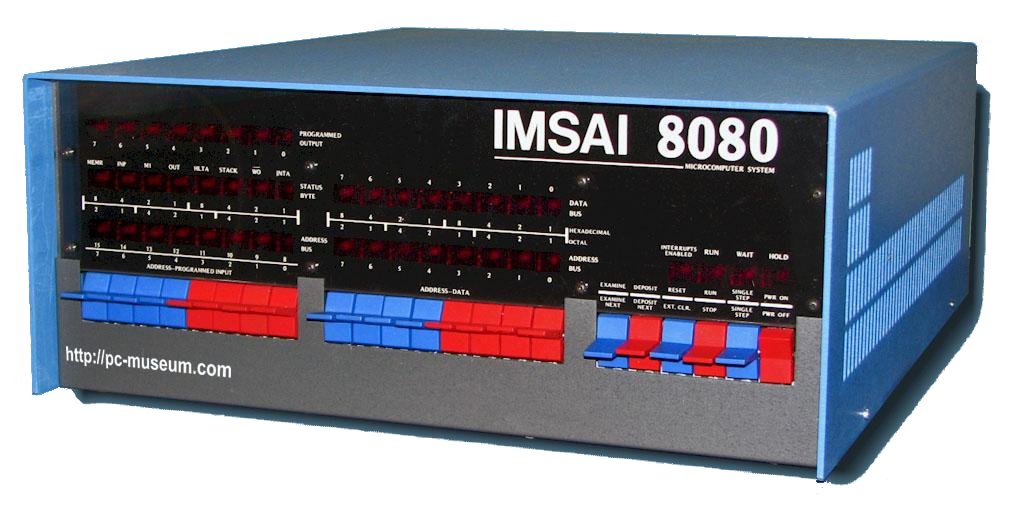 IMSAI 8080
MICROCOMPUTER SYSTEM
PROGRAMMED
OUTPUT
7 6 5 4 3 2 1 0
MEMR INP M1 OUT HLTA STACK WO INTA
STATUS
BYTE
8 4 2 1 8 4 2 1
2 1 4 2 1 4 2 1
ADDRESS
BUS
15 14 13 12 11 10 9 8
7 6 5 4 3 2 1 0
ADDRESS-PROGRAMMED INPUT
7 6 5 4 3 2 1 0
DATA
BUS
8 4 2 1 8 4 2 1
HEXADECIMAL
2 1 4 2 1 4 2 1
OCTAL
ADDRESS
BUS
7 6 5 4 3 2 1 0
ADDRESS-DATA
INTERRUPTS
ENABLED RUN WAIT HOLD
EXAMINE DEPOSIT RESET RUN SINGLE STEP PWR ON
EXAMINE NEXT DEPOSIT NEXT EXT. CLR. STOP SINGLE STEP PWR OFF
http://pc-museum.com